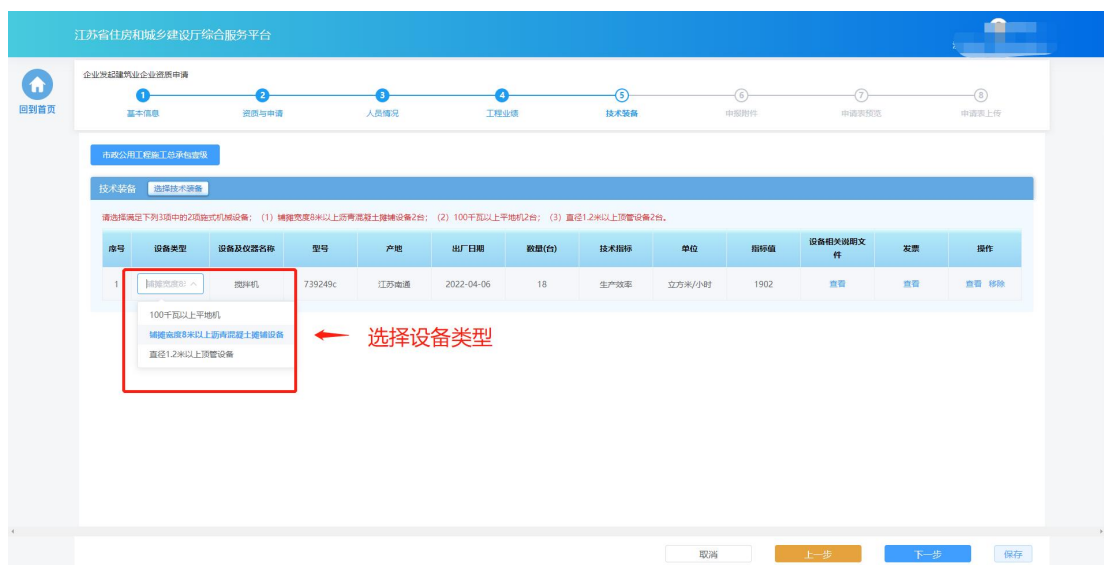 江苏省住房和城乡建设厅综合服务平台
回到首页
企业发起建筑业企业资质申请
1 2 3 4 5 6 7 8
基本信息 资质与申请 人员情况 工程业绩 技术装备 申报附件 申请表预览 申请表上传
市政公用工程施工总承包壹级
技术装备 选择技术装备
请选择满足下列3项中的2项施式机械设备；（1）摊铺宽度8米以上沥青混凝土摊铺设备2台；（2）100千瓦以上平地机2台；（3）直径1.2米以上顶管设备2台。
序号 设备类型 设备及仪器名称 型号 产地 出厂日期 数量(台) 技术指标 单位 指标值 设备相关说明文件 发票 操作
1 搅拌机 739249c 江苏南通 2022-04-06 18 生产效率 立方米/小时 1902 查看 查看 查看 移除
100千瓦以上平地机
摊铺宽度8米以上沥青混凝土摊铺设备
直径1.2米以上顶管设备
选择设备类型
取消 上一步 下一步 保存